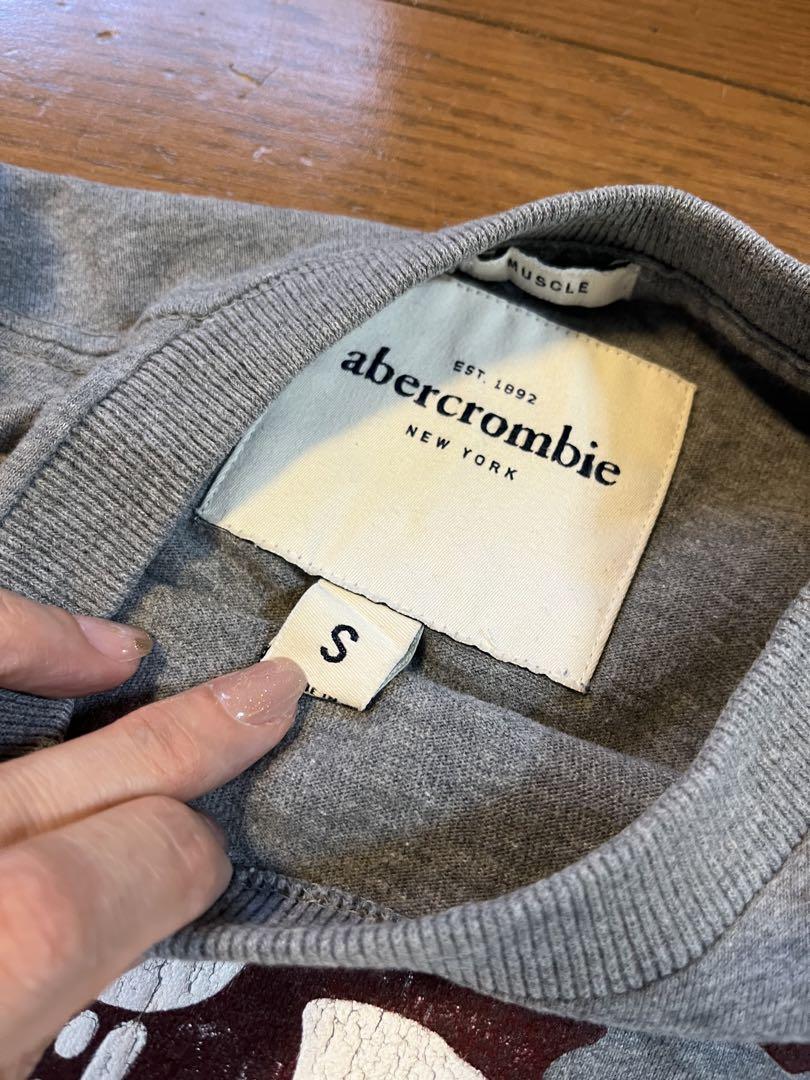 MUSCLE
EST. 1892
abercrombie
NEW YORK
S